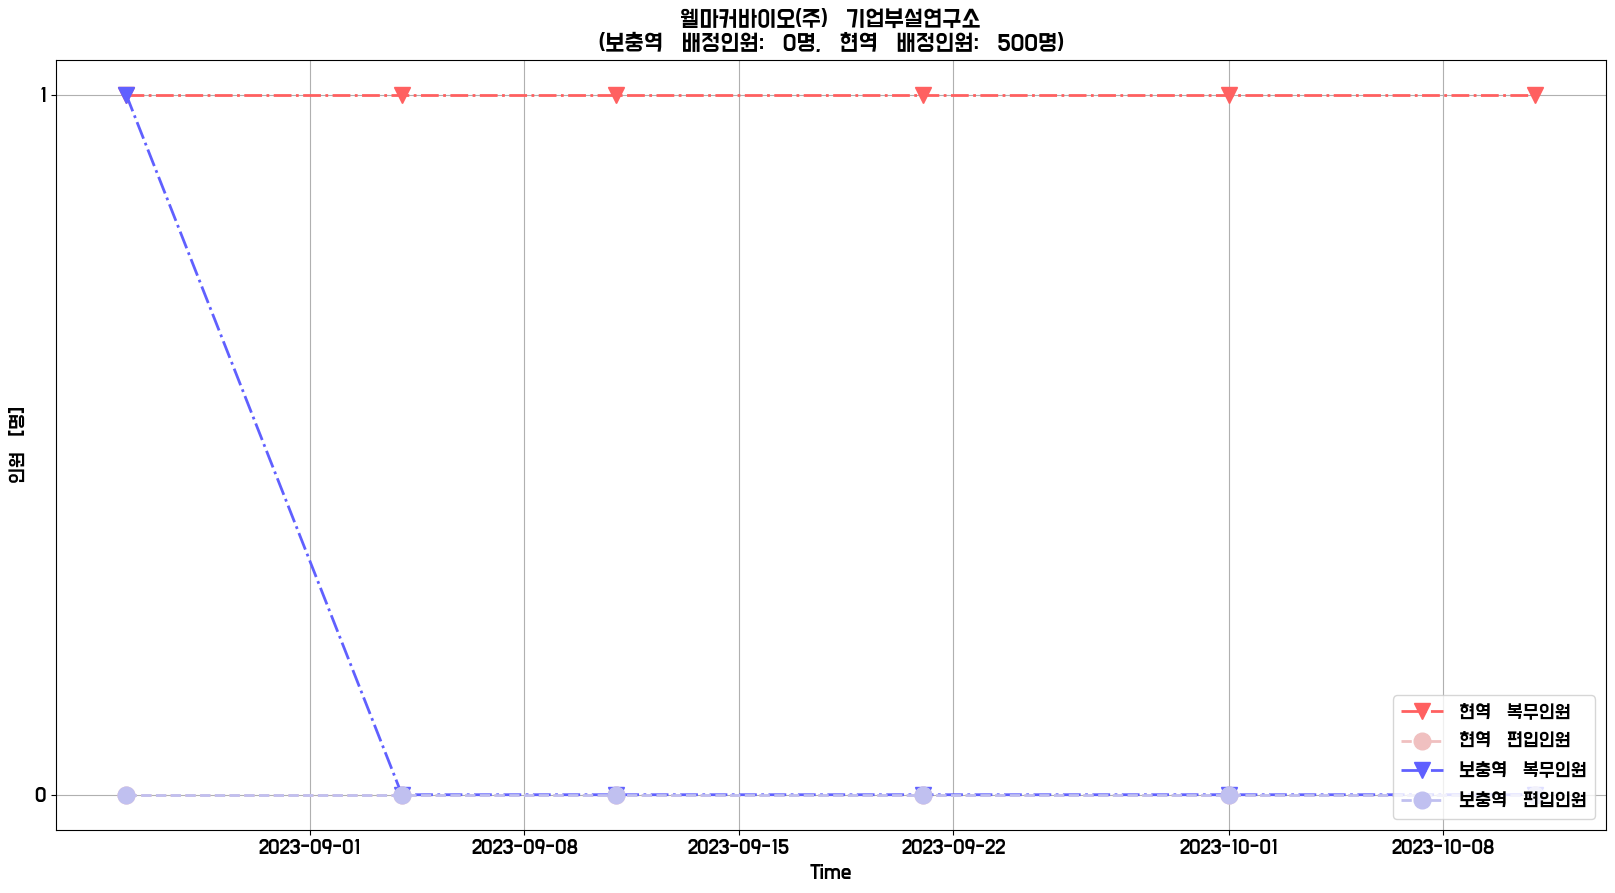 웰마커바이오(주) 기업부설연구소
(보충역 배정인원: 0명, 현역 배정인원: 500명)
1
0
인원 [명]
현역 복무인원
현역 편입인원
보충역 복무인원
보충역 편입인원
2023-09-01 2023-09-08 2023-09-15 2023-09-22 2023-10-01 2023-10-08
Time